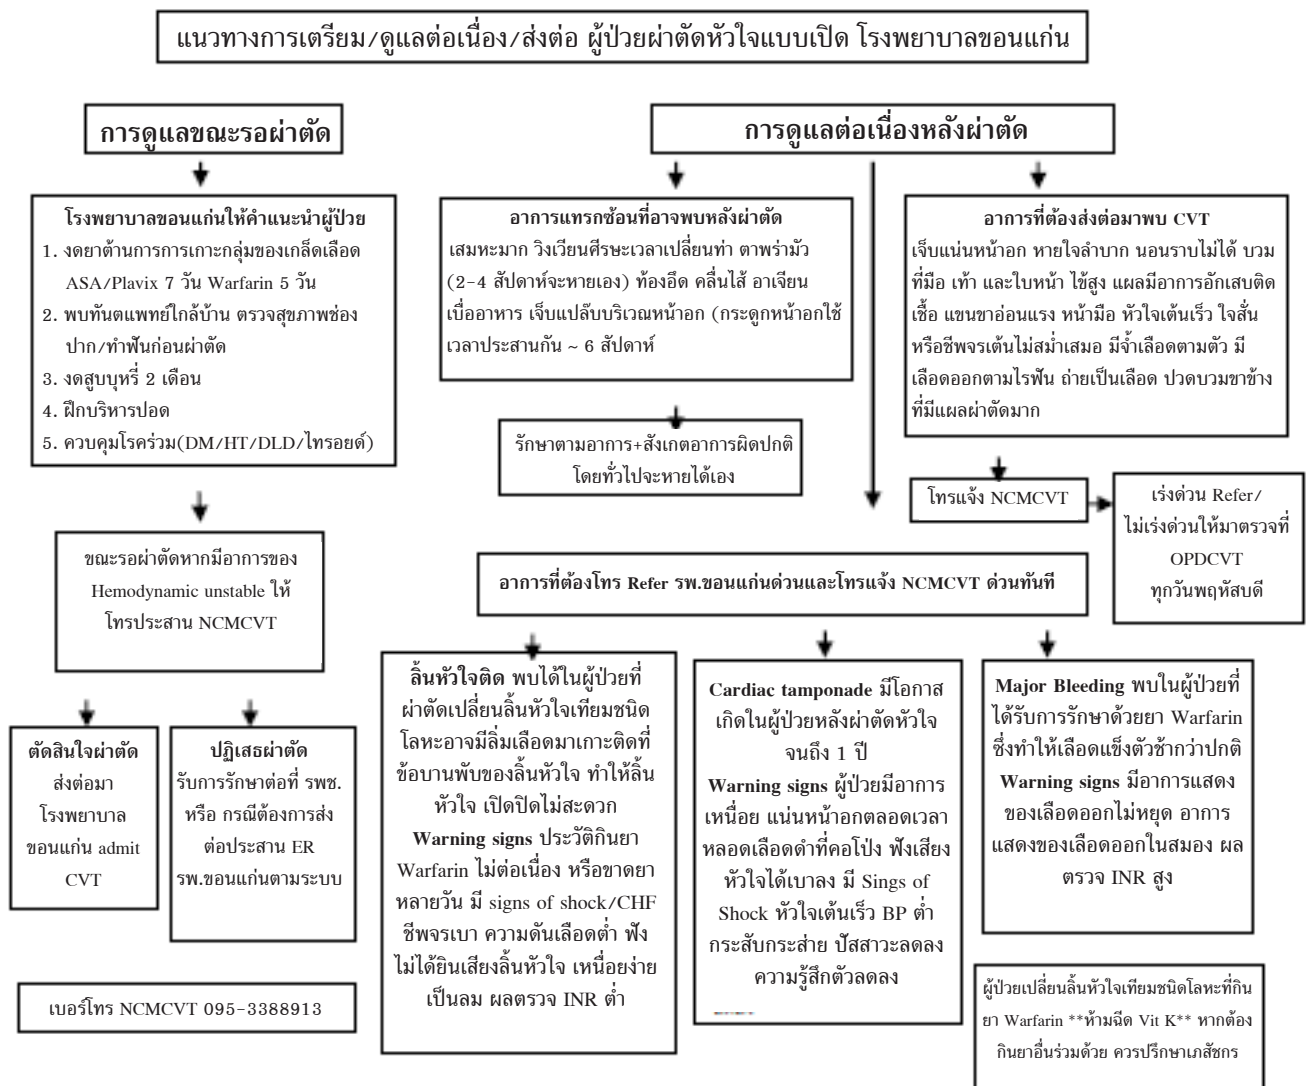 แนวทางการเตรียม/ดูแลต่อเนื่อง/ส่งต่อ ผู้ป่วยผ่าตัดหัวใจแบบเปิด โรงพยาบาลขอนแก่น
การดูแลขณะรอผ่าตัด
โรงพยาบาลขอนแก่นให้คำแนะนำผู้ป่วย
1. งดยาต้านการการเกาะกลุ่มของเกล็ดเลือด
ASA/Plavix 7 วัน Warfarin 5 วัน
2. พบทันตแพทย์ใกล้บ้าน ตรวจสุขภาพช่อง
ปาก/ทำฟันก่อนผ่าตัด
3. งดสูบบุหรี่ 2 เดือน
4. ฝึกบริหารปอด
5. ควบคุมโรคร่วม(DM/HT/DLD/ไทรอยด์)
ขณะรอผ่าตัดหากมีอาการของ
Hemodynamic unstable ให้
โทรประสาน NCMCVT
ตัดสินใจผ่าตัด
ส่งต่อมา
โรงพยาบาล
ขอนแก่น admit
CVT
ปฏิเสธผ่าตัด
รับการรักษาต่อที่ รพช.
หรือ กรณีต้องการส่ง
ต่อประสาน ER
รพ.ขอนแก่นตามระบบ
เบอร์โทร NCMCVT 095-3388913
การดูแลต่อเนื่องหลังผ่าตัด
อาการแทรกซ้อนที่อาจพบหลังผ่าตัด
เสมหะมาก วิงเวียนศีรษะเวลาเปลี่ยนท่า ตาพร่ามัว
(2-4 สัปดาห์จะหายเอง) ท้องอืด คลื่นไส้ อาเจียน
เบื่ออาหาร เจ็บแปล๊บบริเวณหน้าอก (กระดูกหน้าอกใช้
เวลาประสานกัน ~ 6 สัปดาห์
รักษาตามอาการ+สังเกตอาการผิดปกติ
โดยทั่วไปจะหายได้เอง
อาการที่ต้องส่งต่อมาพบ CVT
เจ็บแน่นหน้าอก หายใจลำบาก นอนราบไม่ได้ บวม
ที่มือ เท้า และใบหน้า ไข้สูง แผลมีอาการอักเสบติด
เชื้อ แขนขาอ่อนแรง หน้ามืด หัวใจเต้นเร็ว ใจสั่น
หรือชีพจรเต้นไม่สม่ำเสมอ มีจ้ำเลือดตามตัว มี
เลือดออกตามไรฟัน ถ่ายเป็นเลือด ปวดบวมขาข้าง
ที่มีแผลผ่าตัดมาก
โทรแจ้ง NCMCVT
เร่งด่วน Refer/
ไม่เร่งด่วนให้มาตรวจที่
OPDCVT
ทุกวันพฤหัสบดี
อาการที่ต้องโทร Refer รพ.ขอนแก่นด่วนและโทรแจ้ง NCMCVT ด่วนทันที
ลิ้นหัวใจติด พบได้ในผู้ป่วยที่
ผ่าตัดเปลี่ยนลิ้นหัวใจเทียมชนิด
โลหะอาจมีลิ่มเลือดมาเกาะติดที่
ข้อบานพับของลิ้นหัวใจ ทำให้ลิ้น
หัวใจ เปิดปิดไม่สะดวก
Warning signs ประวัติกินยา
Warfarin ไม่ต่อเนื่อง หรือขาดยา
หลายวัน มี signs of shock/CHF
ชีพจรเบา ความดันเลือดต่ำ ฟัง
ไม่ได้ยินเสียงลิ้นหัวใจ เหนื่อยง่าย
เป็นลม ผลตรวจ INR ต่ำ
Cardiac tamponade มีโอกาส
เกิดในผู้ป่วยหลังผ่าตัดหัวใจ
จนถึง 1 ปี
Warning signs ผู้ป่วยมีอาการ
เหนื่อย แน่นหน้าอกตลอดเวลา
หลอดเลือดดำที่คอโป่ง ฟังเสียง
หัวใจได้เบาลง มี Sings of
Shock หัวใจเต้นเร็ว BP ต่ำ
กระสับกระส่าย ปัสสาวะลดลง
ความรู้สึกตัวลดลง
Major Bleeding พบในผู้ป่วยที่
ได้รับการรักษาด้วยยา Warfarin
ซึ่งทำให้เลือดแข็งตัวช้ากว่าปกติ
Warning signs มีอาการแสดง
ของเลือดออกไม่หยุด อาการ
แสดงของเลือดออกในสมอง ผล
ตรวจ INR สูง
ผู้ป่วยเปลี่ยนลิ้นหัวใจเทียมชนิดโลหะที่กิน
ยา Warfarin **ห้ามฉีด Vit K** หากต้อง
กินยาอื่นร่วมด้วย ควรปรึกษาเภสัชกร